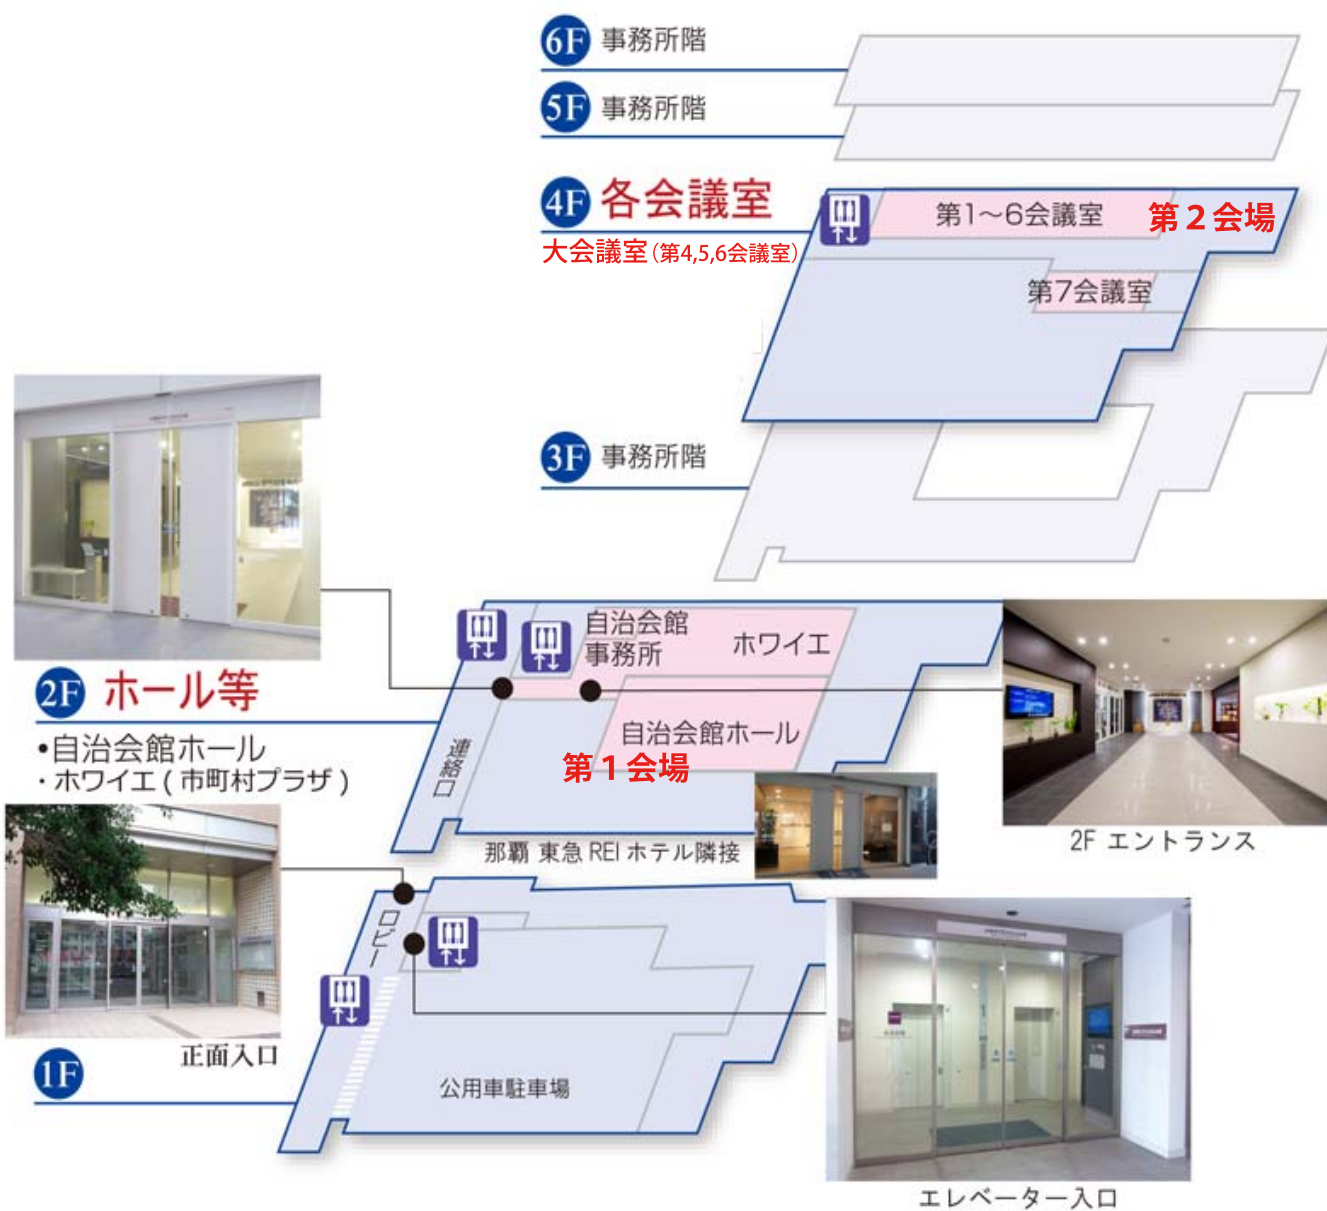 6F 事務所階
5F 事務所階
4F 各会議室
大会議室(第4,5,6会議室)
第1~6会議室
第2会場
第7会議室
3F 事務所階
自治会館
事務所
ホワイエ
2F ホール等
•自治会館ホール
・ホワイエ(市町村プラザ)
自治会館ホール
第1会場
連絡口
那覇 東急 REI ホテル隣接
2F エントランス
ロビー
正面入口
1F
公用車駐車場
エレベーター入口